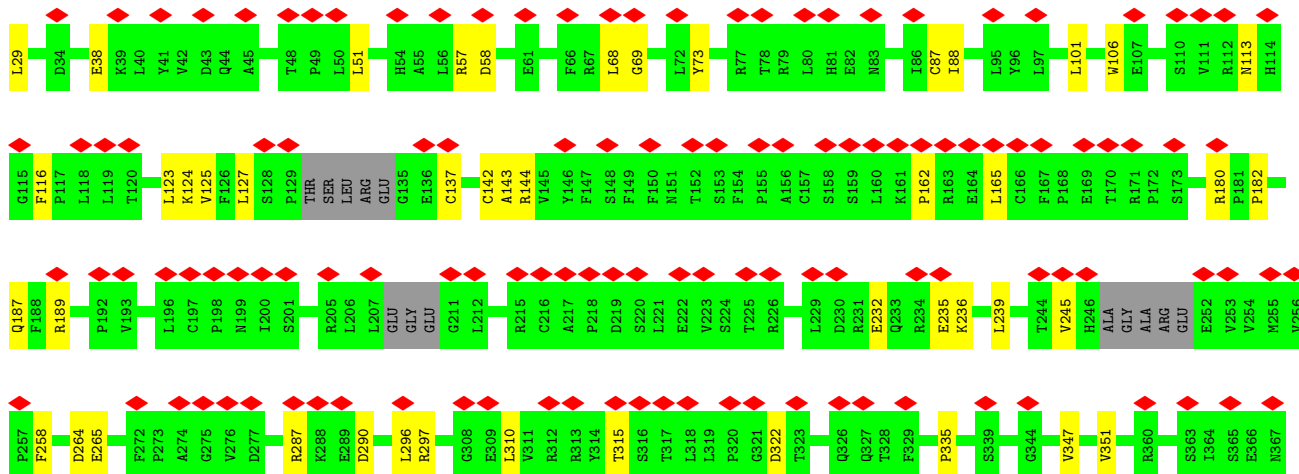 L29 D34 E38 K39 L40 Y41 V42 D43 Q44 A45 T48 P49 L50 L51 H54 A55 L56 R57 D58 E61 F66 R67 L68 G69 L72 Y73 R77 T78 R79 L80 H81 E82 N83 I86 C87 I88 L95 Y96 L97 L101 W106 E107 S110 V111 R112 N113 H114
G115 F116 P117 L118 L119 T120 L123 K124 V125 F126 L127 S128 P129 THR SER LEU ARG GLU G135 E136 C137 C142 A143 R144 V145 Y146 F147 S148 F149 F150 N151 T152 S153 F154 P155 A156 C157 S158 S159 L160 K161 P162 R163 E164 L165 C166 F167 P168 E169 T170 R171 P172 S173 R180 P181 P182
Q187 F188 R189 P192 V193 L196 C197 P198 N199 I200 S201 R205 L206 L207 GLU GLY GLU G211 L212 R215 C216 A217 P218 D219 S220 L221 E222 V223 S224 T225 R226 L229 D230 R231 E232 Q233 R234 E235 K236 L239 T244 V245 H246 ALA GLY ALA ARG GLU E252 V253 V254 M255 V256
P257 F258 D264 E265 F272 P273 A274 G275 V276 D277 R287 K288 E289 D290 L296 R297 G308 E309 L310 V311 R312 R313 Y314 T315 S316 T317 L318 L319 P320 G321 D322 T323 Q326 Q327 T328 F329 P335 S339 G344 V347 V351 R360 S363 I364 S365 E366 N367